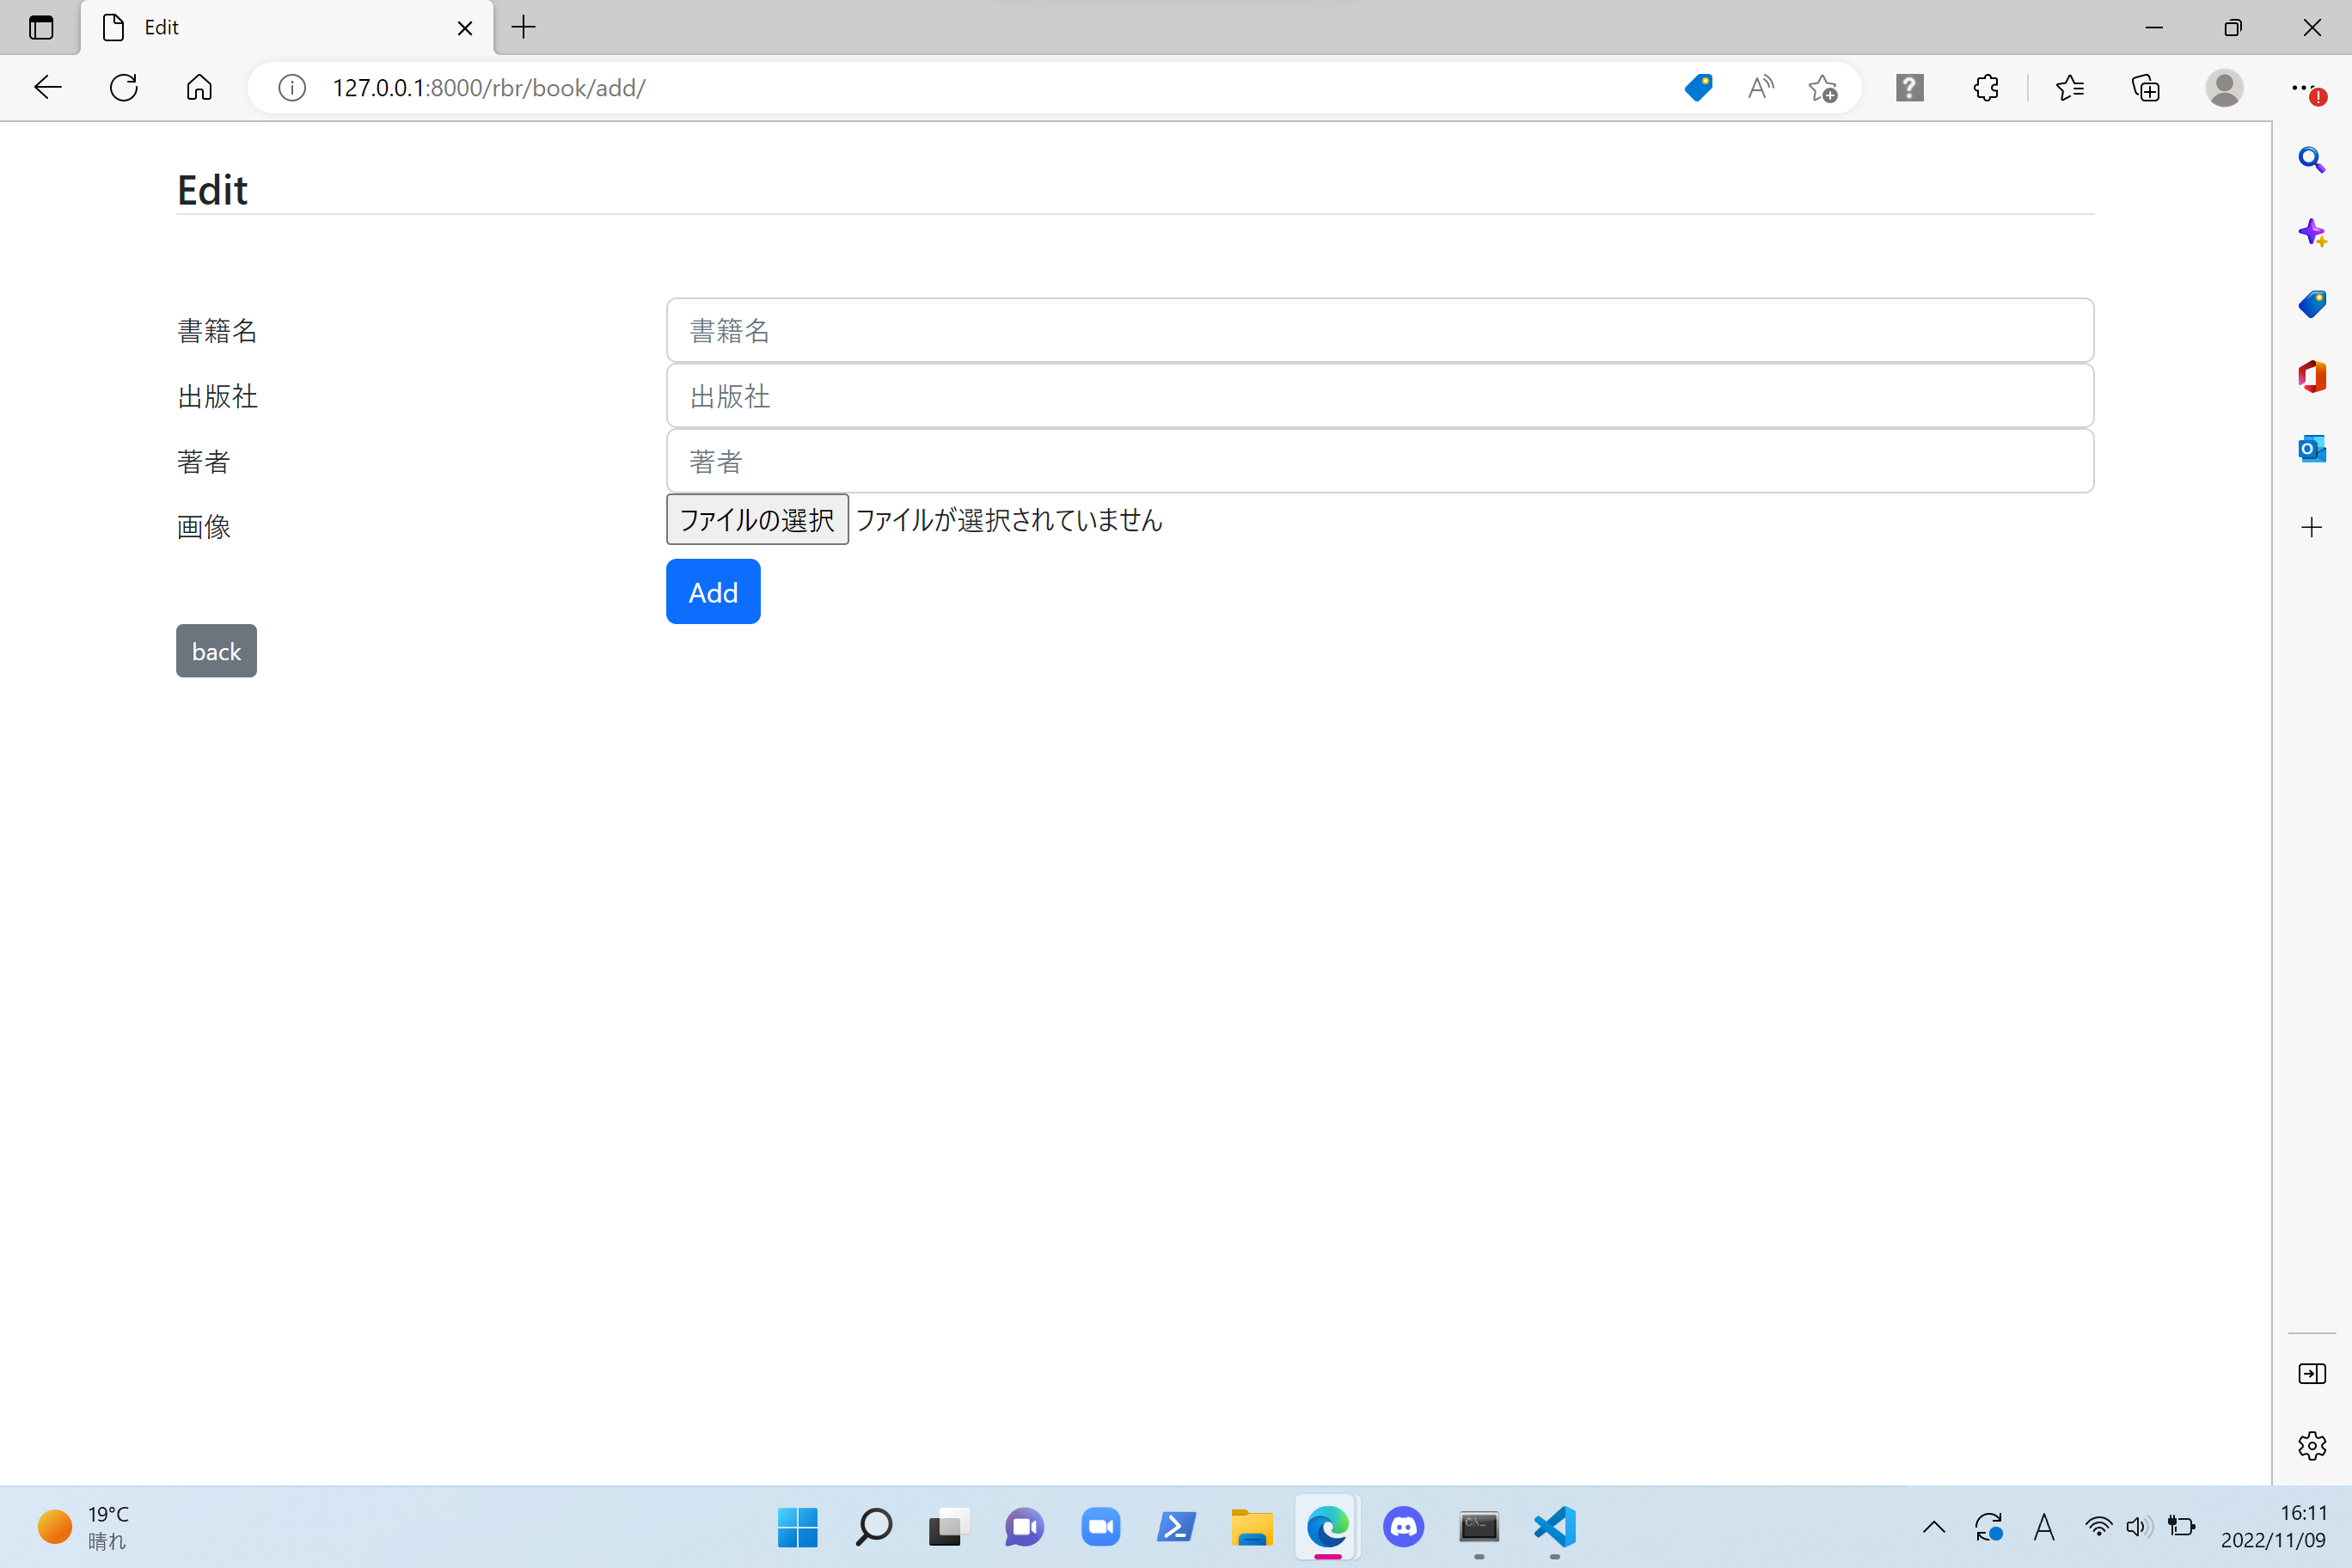 Edit
127.0.0.1:8000/rbr/book/add/
Edit
書籍名 書籍名
出版社 出版社
著者 著者
画像 ファイルの選択 ファイルが選択されていません
Add
back
19°C
晴れ
A
16:11
2022/11/09